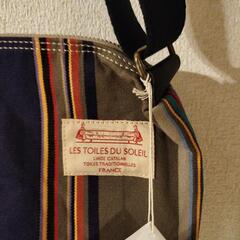 LES TOILES DU SOLEIL
LINGE CATALAN
TOILES TRADITIONNELLES
FRANCE